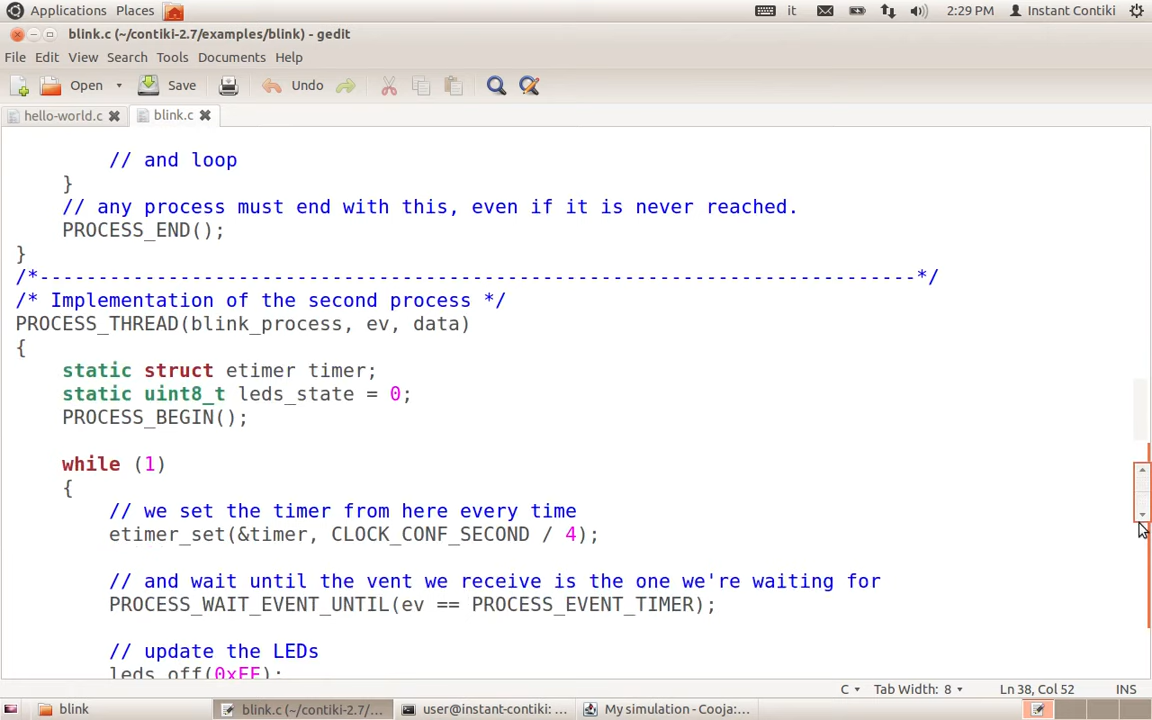 Applications Places it 2:29 PM Instant Contiki
blink.c (~/contiki-2.7/examples/blink) - gedit
File Edit View Search Tools Documents Help
Open Save Undo
hello-world.c blink.c
// and loop
}
// any process must end with this, even if it is never reached.
PROCESS_END();
}
/*---------------------------------------------------------------------------*/
/* Implementation of the second process */
PROCESS_THREAD(blink_process, ev, data)
{
static struct etimer timer;
static uint8_t leds_state = 0;
PROCESS_BEGIN();
while (1)
{
// we set the timer from here every time
etimer_set(&timer, CLOCK_CONF_SECOND / 4);
// and wait until the vent we receive is the one we're waiting for
PROCESS_WAIT_EVENT_UNTIL(ev == PROCESS_EVENT_TIMER);
// update the LEDs
leds_off(0xFF);
C Tab Width: 8 Ln 38, Col 52 INS
blink blink.c (~/contiki-2.7/... user@instant-contiki: ... My simulation - Cooja:...